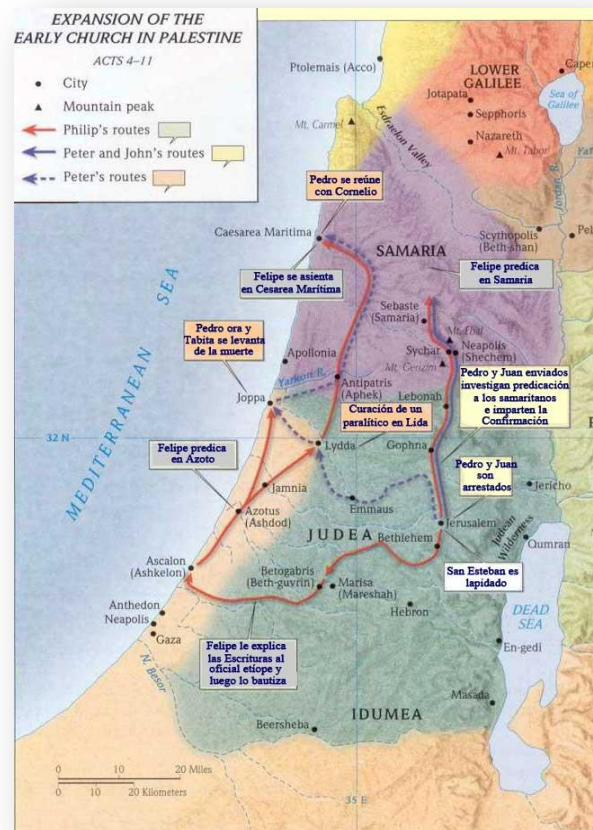 EXPANSION OF THE
EARLY CHURCH IN PALESTINE
ACTS 4–11
City
Mountain peak
Philip's routes
Peter and John's routes
Peter's routes
Ptolemais (Acco)
LOWER
GALILEE
Jotapata
Sea of
Galilee
Sepphoris
Nazareth
Mt. Tabor
Mt. Carmel
Esdraelon Valley
Jordan R.
Pedro se reúne
con Cornelio
Scythopolis
(Beth-shan)
Caesarea Maritima
SAMARIA
Felipe se asienta
en Cesarea Marítima
Felipe predica
en Samaria
MEDITERRANEAN SEA
Sebaste
(Samaria)
Mt. Ebal
Pedro ora y
Tabita se levanta
de la muerte
Apollonia
Sychar
Neapolis
(Shechem)
Mt. Gerizim
Yarkon R.
Antipatris
(Aphek)
Pedro y Juan enviados
investigan predicación
a los samaritanos
e imparten la
Confirmación
Joppa
Lebonah
Curación de un
paralítico en Lida
32 N
Lydda
Gophna
Felipe predica
en Azoto
Pedro y Juan
son
arrestados
Jamnia
Jericho
Azotus
(Ashdod)
Emmaus
Jerusalem
JUDEA
Judean
Wilderness
Qumran
Bethlehem
Ascalon
(Ashkelon)
Betogabris
(Beth-guvrin)
Marisa
(Mareshah)
San Esteban es
lapidado
Anthedon
Neapolis
Hebron
DEAD
SEA
Gaza
Felipe le explica
las Escrituras al
oficial etíope y
luego lo bautiza
En-gedi
N. Besor
Masada
IDUMEA
Beersheba
0 10 20 Miles
0 10 20 Kilometers
35 E